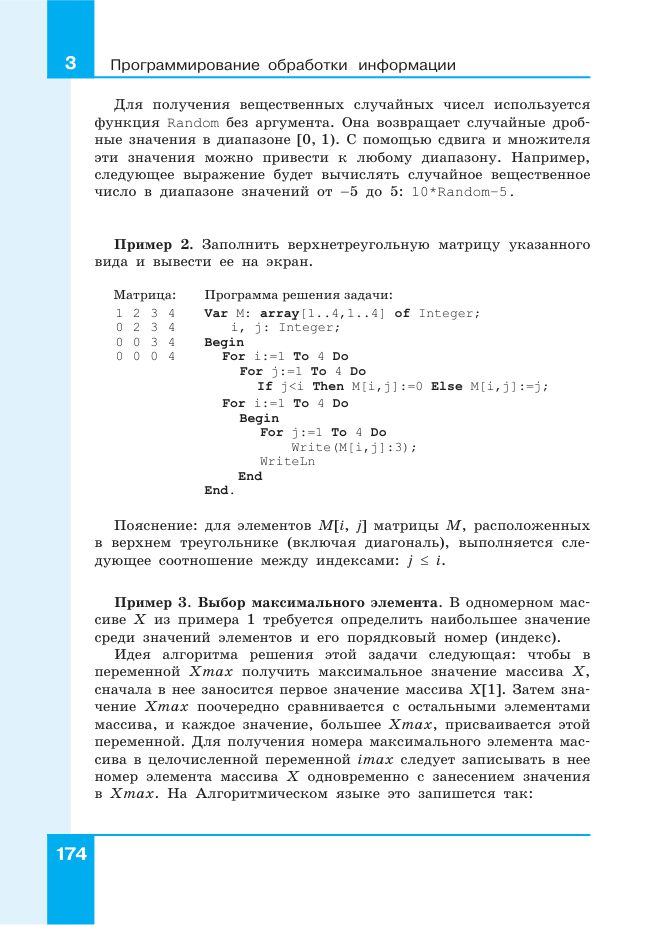 3 Программирование обработки информации
Для получения вещественных случайных чисел используется
функция Random без аргумента. Она возвращает случайные дроб-
ные значения в диапазоне [0, 1). С помощью сдвига и множителя
эти значения можно привести к любому диапазону. Например,
следующее выражение будет вычислять случайное вещественное
число в диапазоне значений от –5 до 5: 10*Random-5.
Пример 2. Заполнить верхнетреугольную матрицу указанного
вида и вывести ее на экран.
Матрица: Программа решения задачи:
1 2 3 4 Var M: array[1..4,1..4] of Integer;
0 2 3 4 i, j: Integer;
0 0 3 4 Begin
0 0 0 4 For i:=1 To 4 Do
For j:=1 To 4 Do
If j<i Then M[i,j]:=0 Else M[i,j]:=j;
For i:=1 To 4 Do
Begin
For j:=1 To 4 Do
Write(M[i,j]:3);
WriteLn
End
End.
Пояснение: для элементов M[i, j] матрицы M, расположенных
в верхнем треугольнике (включая диагональ), выполняется сле-
дующее соотношение между индексами: j ≤ i.
Пример 3. Выбор максимального элемента. В одномерном мас-
сиве X из примера 1 требуется определить наибольшее значение
среди значений элементов и его порядковый номер (индекс).
Идея алгоритма решения этой задачи следующая: чтобы в
переменной Xmax получить максимальное значение массива X,
сначала в нее заносится первое значение массива X[1]. Затем зна-
чение Xmax поочередно сравнивается с остальными элементами
массива, и каждое значение, большее Xmax, присваивается этой
переменной. Для получения номера максимального элемента мас-
сива в целочисленной переменной imax следует записывать в нее
номер элемента массива X одновременно с занесением значения
в Xmax. На Алгоритмическом языке это запишется так:
174